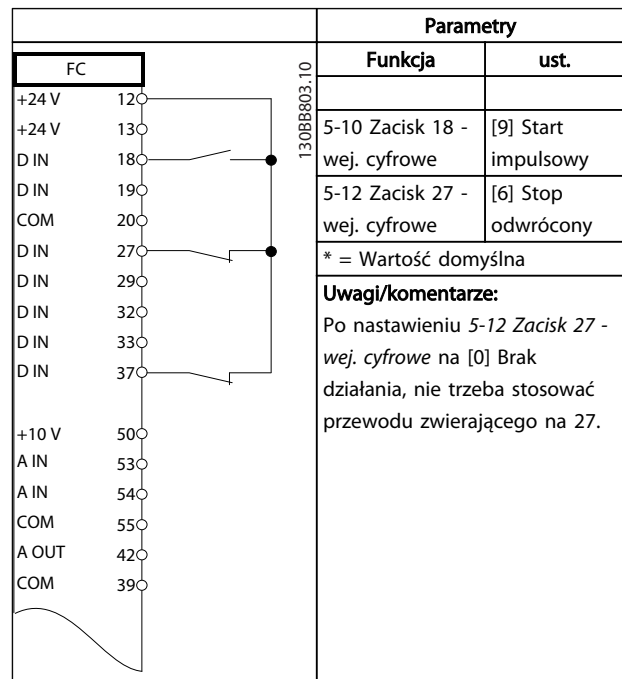 FC
+24 V 12
+24 V 13
D IN 18
D IN 19
COM 20
D IN 27
D IN 29
D IN 32
D IN 33
D IN 37
+10 V 50
A IN 53
A IN 54
COM 55
A OUT 42
COM 39
130BB803.10
Parametry
Funkcja ust.
5-10 Zacisk 18 - [9] Start
wej. cyfrowe impulsowy
5-12 Zacisk 27 - [6] Stop
wej. cyfrowe odwrócony
* = Wartość domyślna
Uwagi/komentarze:
Po nastawieniu 5-12 Zacisk 27 -
wej. cyfrowe na [0] Brak
działania, nie trzeba stosować
przewodu zwierającego na 27.